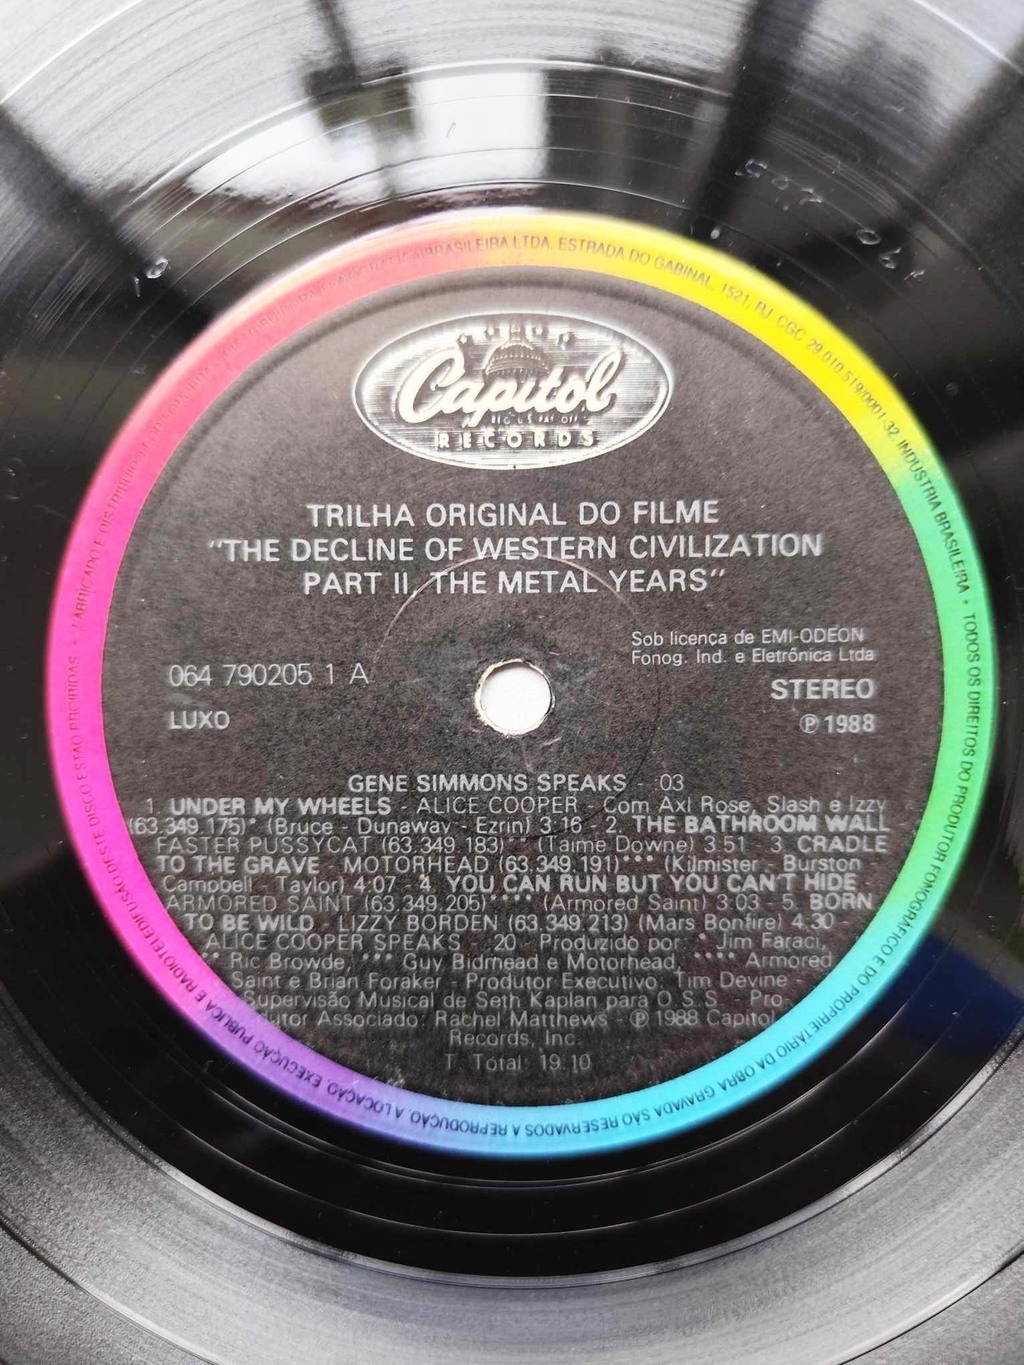 Capitol
RECORDS
TRILHA ORIGINAL DO FILME
"THE DECLINE OF WESTERN CIVILIZATION
PART II, THE METAL YEARS"
Sob licença de EMI-ODEON
Fonog. Ind. e Eletrônica Ltda
064 790205 1 A
STEREO
LUXO
℗ 1988
GENE SIMMONS SPEAKS - 03
1. UNDER MY WHEELS - ALICE COOPER - Com Axl Rose, Slash e Izzy
(63.349.175)* (Bruce - Dunaway - Ezrin) 3:16 - 2. THE BATHROOM WALL
FASTER PUSSYCAT (63.349.183)** (Taime Downe) 3:51 - 3. CRADLE
TO THE GRAVE MOTORHEAD (63.349.191)*** (Kilmister - Burston -
Campbell - Taylor) 4:07 - 4. YOU CAN RUN BUT YOU CAN'T HIDE
ARMORED SAINT (63.349.205)**** (Armored Saint) 3:03 - 5. BORN
TO BE WILD LIZZY BORDEN (63.349.213) (Mars Bonfire) 4:30 -
ALICE COOPER SPEAKS - 20 - Produzido por: * Jim Faraci,
** Ric Browde, *** Guy Bidmead e Motorhead, **** Armored
Saint e Brian Foraker - Produtor Executivo: Tim Devine
Supervisão Musical de Seth Kaplan para O.S.S. - Pro-
dutor Associado: Rachel Matthews - ℗ 1988 Capitol
Records, Inc.
T. Total: 19:10
FABRICADO E DISTRIBUÍDO BRASILEIRA LTDA. ESTRADA DO GABINAL, 1521, RJ CGC 29.010.519/0001-32 INDÚSTRIA BRASILEIRA • TODOS OS DIREITOS DO PRODUTOR FONOGRÁFICO E DO PROPRIETÁRIO DA OBRA GRAVADA SÃO RESERVADOS A REPRODUÇÃO, A LOCAÇÃO, EXECUÇÃO PÚBLICA E RADIOTELEDIFUSÃO DESTE DISCO ESTÃO PROIBIDAS •